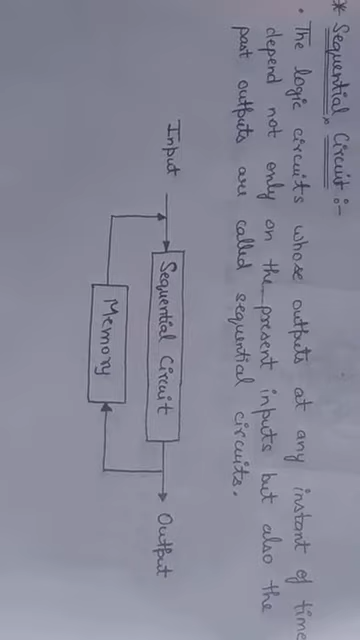 * Sequential Circuit :-
• The logic circuits whose outputs at any instant of time
depend not only on the present inputs but also the
past outputs are called sequential circuits.
Input
Sequential Circuit
Output
Memory